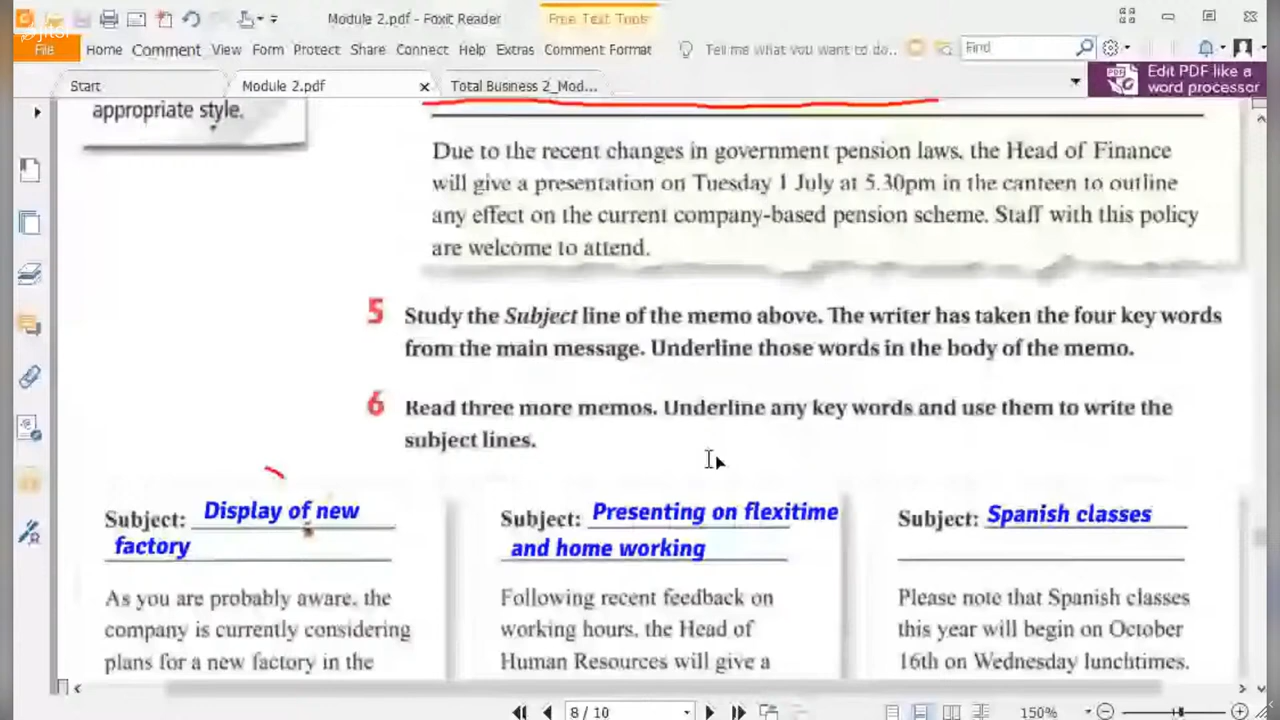 Module 2.pdf - Foxit Reader
Free Text Tools
File Home Comment View Form Protect Share Connect Help Extras Comment Format Tell me what you want to do.. Find
Start Module 2.pdf Total Business 2_Mod... Edit PDF like a
word processor
appropriate style.
Due to the recent changes in government pension laws, the Head of Finance
will give a presentation on Tuesday 1 July at 5.30pm in the canteen to outline
any effect on the current company-based pension scheme. Staff with this policy
are welcome to attend.
5 Study the Subject line of the memo above. The writer has taken the four key words
from the main message. Underline those words in the body of the memo.
6 Read three more memos. Underline any key words and use them to write the
subject lines.
Subject: Display of new
factory
As you are probably aware, the
company is currently considering
plans for a new factory in the
Subject: Presenting on flexitime
and home working
Following recent feedback on
working hours, the Head of
Human Resources will give a
Subject: Spanish classes
Please note that Spanish classes
this year will begin on October
16th on Wednesday lunchtimes.
8 / 10 150%